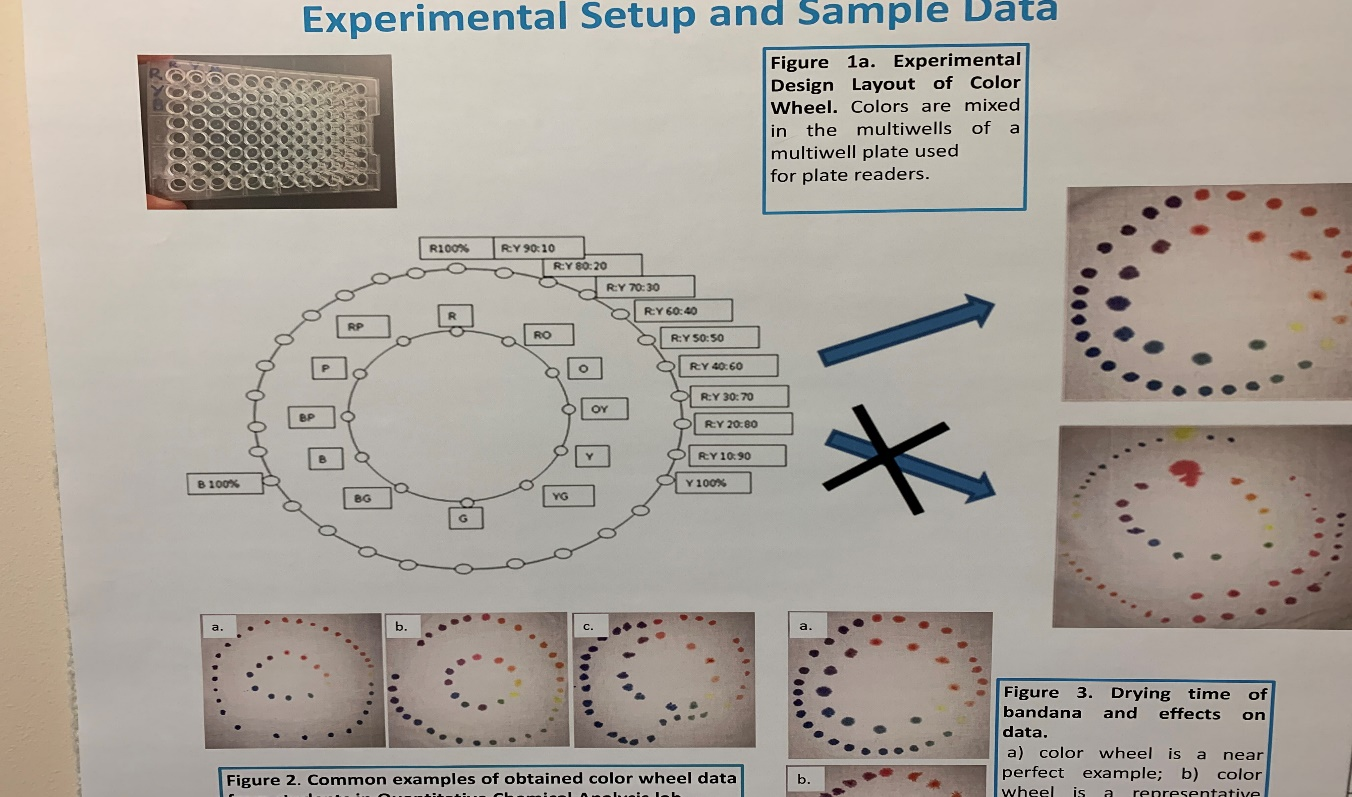 Experimental Setup and Sample Data
Figure 1a. Experimental
Design Layout of Color
Wheel. Colors are mixed
in the multiwells of a
multiwell plate used
for plate readers.
R100%
R:Y 90:10
R:Y 80:20
R:Y 70:30
R:Y 60:40
R:Y 50:50
R:Y 40:60
R:Y 30:70
R:Y 20:80
R:Y 10:90
Y 100%
B 100%
R
RO
O
OY
Y
YG
G
BG
B
BP
P
RP
a.
b.
c.
Figure 2. Common examples of obtained color wheel data
a.
b.
Figure 3. Drying time of
bandana and effects on
data.
a) color wheel is a near
perfect example; b) color
wheel is a representative